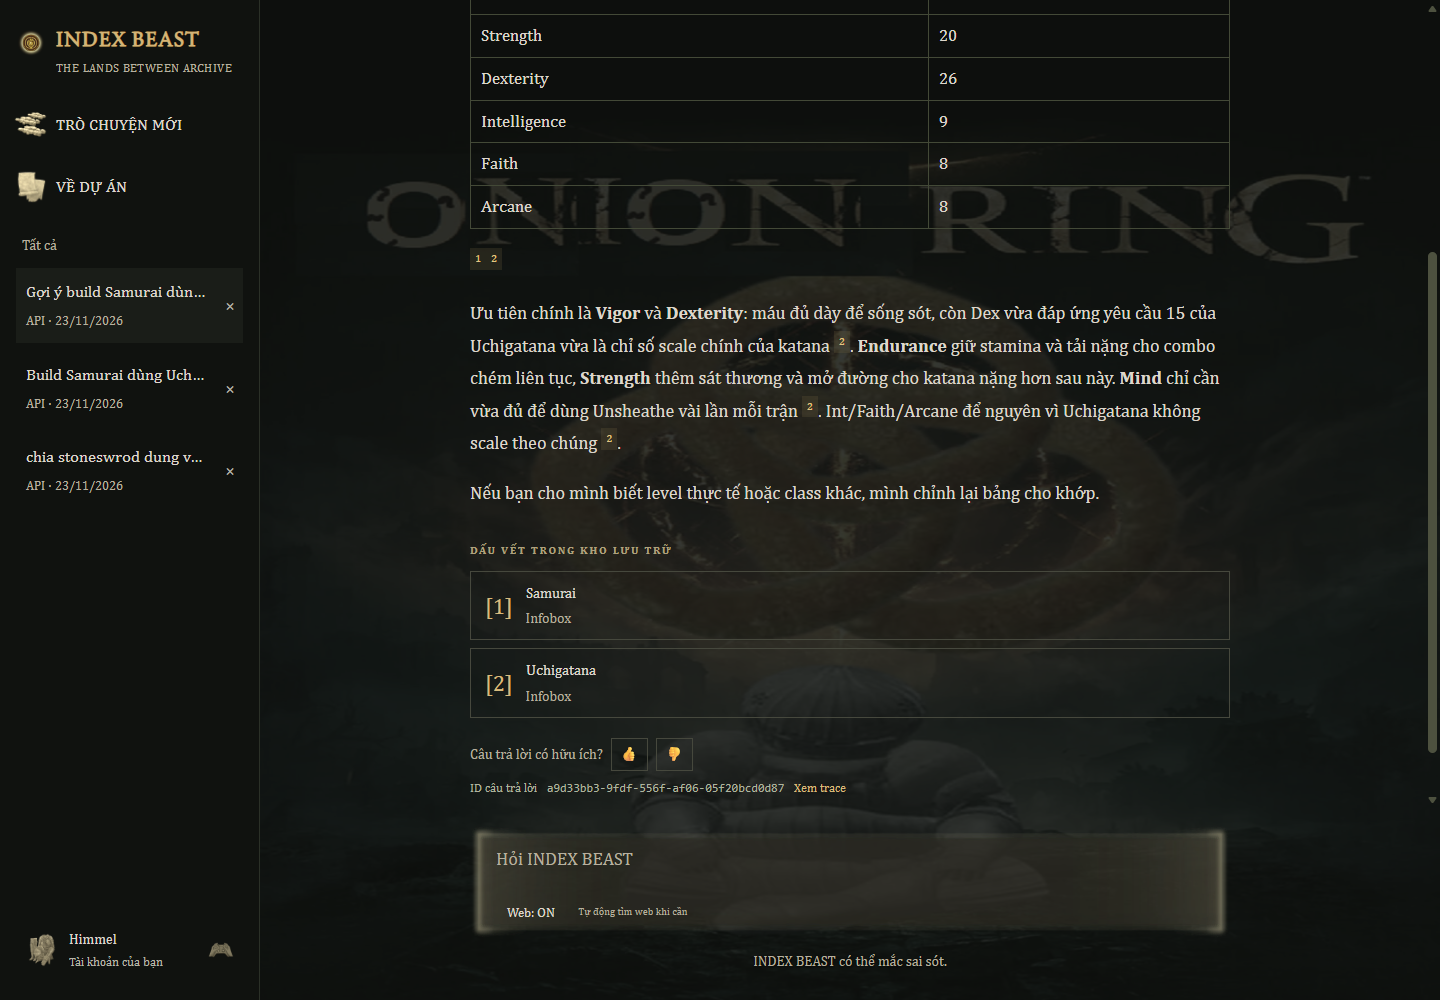 INDEX BEAST
THE LANDS BETWEEN ARCHIVE
TRÒ CHUYỆN MỚI
VỀ DỰ ÁN
Tất cả
Gợi ý build Samurai dùn...
API · 23/11/2026
×
Build Samurai dùng Uch...
API · 23/11/2026
×
chia stoneswrod dung v...
API · 23/11/2026
×
Himmel
Tài khoản của bạn
ONION RING
Strength 20
Dexterity 26
Intelligence 9
Faith 8
Arcane 8
1 2
Ưu tiên chính là Vigor và Dexterity: máu đủ dày để sống sót, còn Dex vừa đáp ứng yêu cầu 15 của
Uchigatana vừa là chỉ số scale chính của katana 2 . Endurance giữ stamina và tải nặng cho combo
chém liên tục, Strength thêm sát thương và mở đường cho katana nặng hơn sau này. Mind chỉ cần
vừa đủ để dùng Unsheathe vài lần mỗi trận 2 . Int/Faith/Arcane để nguyên vì Uchigatana không
scale theo chúng 2 .
Nếu bạn cho mình biết level thực tế hoặc class khác, mình chỉnh lại bảng cho khớp.
DẤU VẾT TRONG KHO LƯU TRỮ
[1] Samurai
Infobox
[2] Uchigatana
Infobox
Câu trả lời có hữu ích?
ID câu trả lời a9d33bb3-9fdf-556f-af06-05f20bcd0d87 Xem trace
Hỏi INDEX BEAST
Web: ON Tự động tìm web khi cần
INDEX BEAST có thể mắc sai sót.